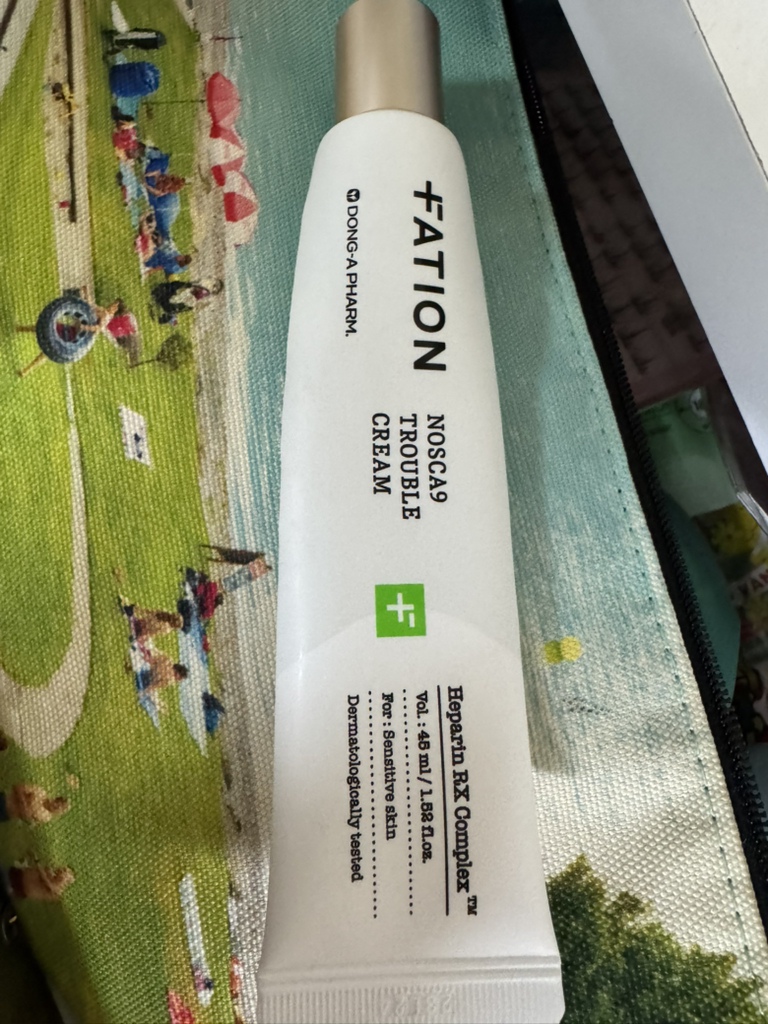 FATION
DONG-A PHARM.
NOSCA9
TROUBLE
CREAM
Heparin RX Complex™
Vol. : 45 ml / 1.52 fl.oz.
For : Sensitive skin
Dermatologically tested